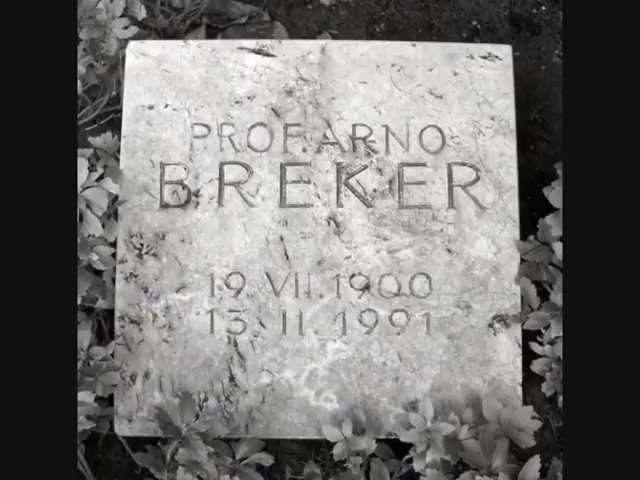 PROF. ARNO
BREKER
19. VII. 1900
13. II. 1991